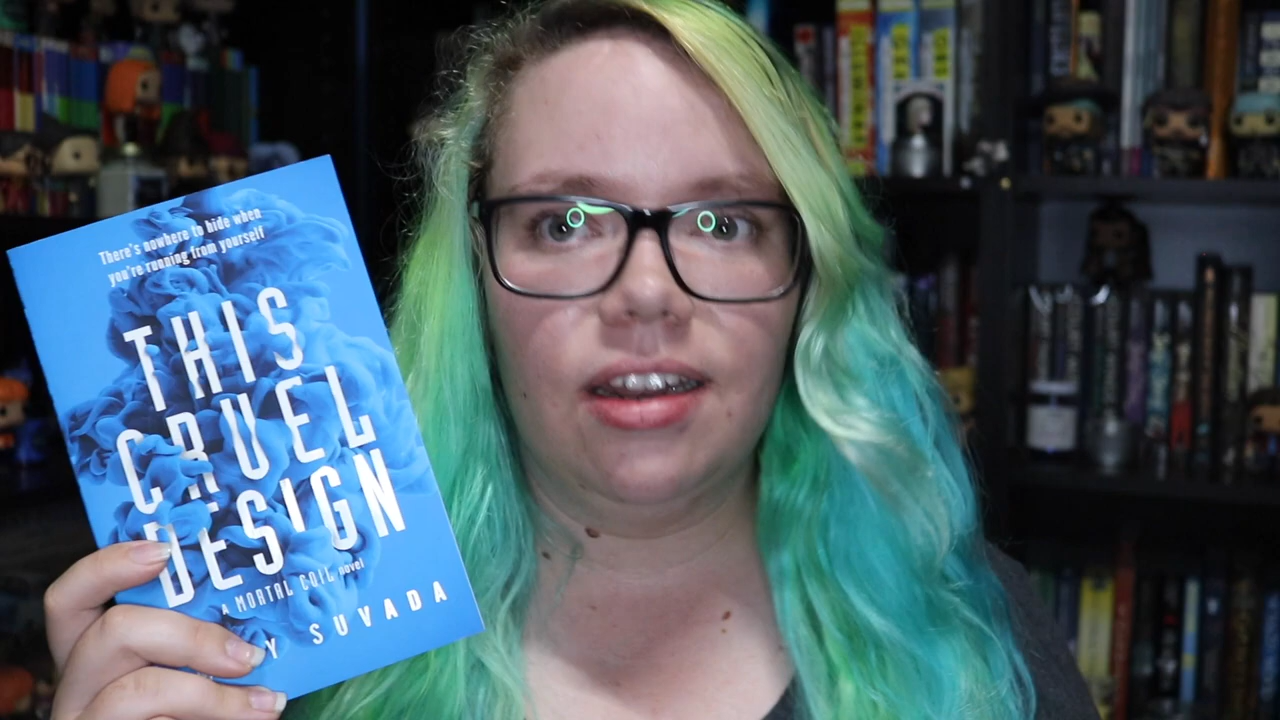 There's nowhere to hide when
you're running from yourself
THIS
CRUEL
DESIGN
A MORTAL COIL novel
Y SUVADA